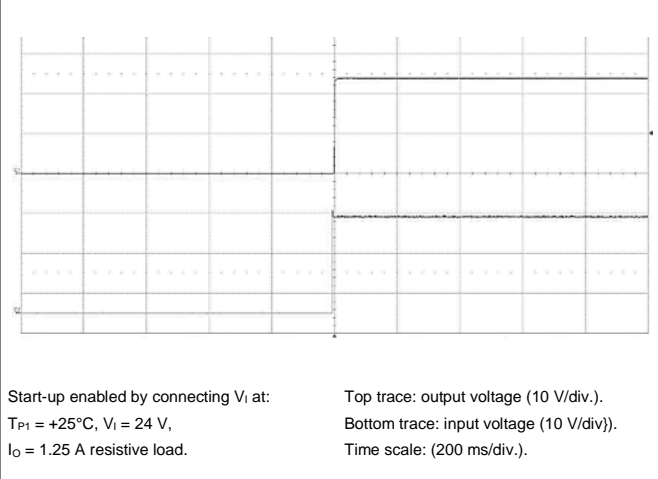 Start-up enabled by connecting VI at:
TP1 = +25°C, VI = 24 V,
IO = 1.25 A resistive load.
Top trace: output voltage (10 V/div.).
Bottom trace: input voltage (10 V/div}).
Time scale: (200 ms/div.).